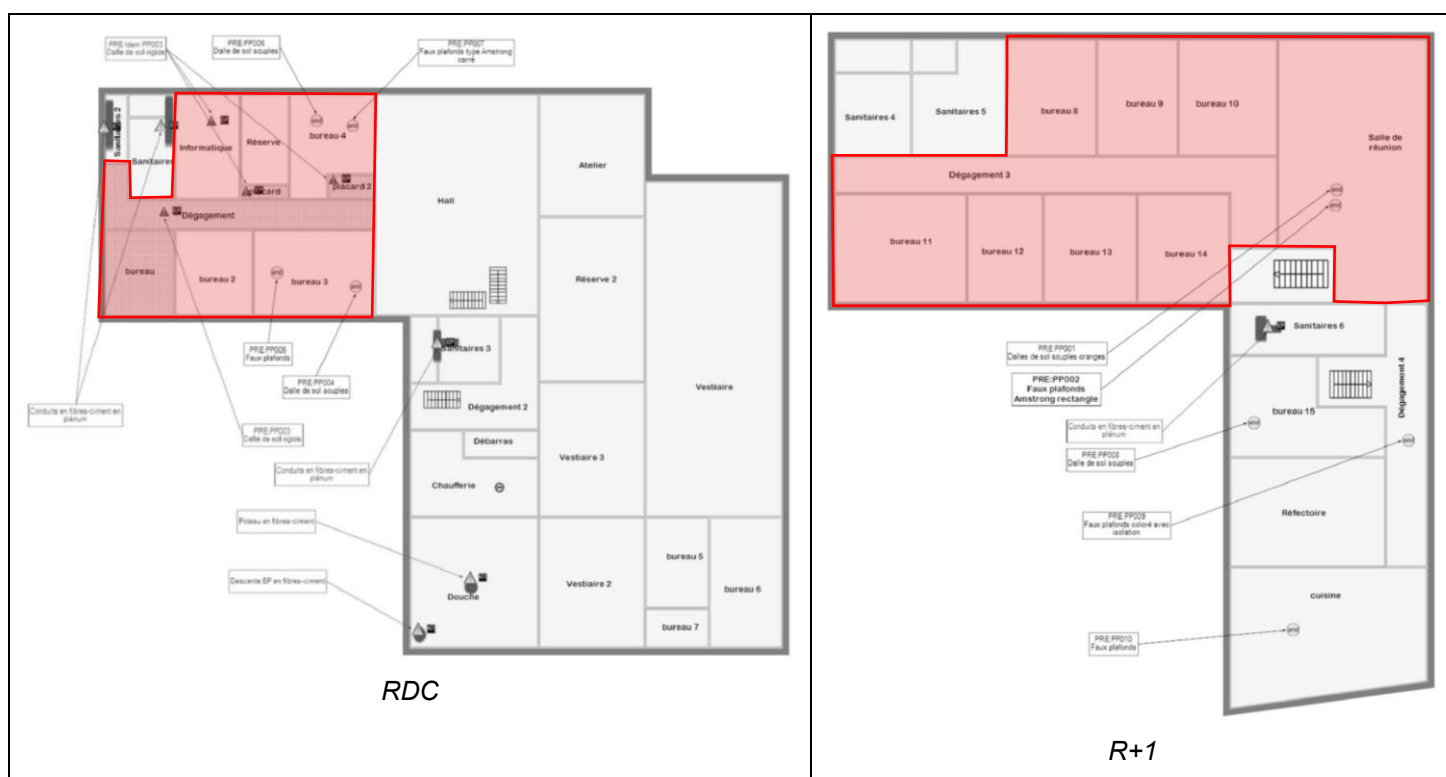 PRE:Idem PP003
Dalle de sol rigide
PRE:PP006
Dalle de sol souples
PRE:PP007
Faux plafonds type Amstrong
carré
Sanitaires 2
Sanitaires
Informatique
Réserve
bureau 4
placard
placard 2
Dégagement
bureau
bureau 2
bureau 3
Hall
Atelier
Réserve 2
Vestiaire
Sanitaires 3
Dégagement 2
Débarras
Vestiaire 3
Chaufferie
Douche
Vestiaire 2
bureau 5
bureau 6
bureau 7
PRE:PP005
Faux plafonds
PRE:PP004
Dalle de sol souples
Conduits en fibres-ciment en
plénum
PRE:PP003
Dalle de sol rigide
Conduits en fibres-ciment en
plénum
Poteau en fibres-ciment
Descente EP en fibres-ciment
RDC
Sanitaires 4
Sanitaires 5
bureau 8
bureau 9
bureau 10
Salle de
réunion
Dégagement 3
bureau 11
bureau 12
bureau 13
bureau 14
Sanitaires 6
Dégagement 4
bureau 15
Réfectoire
cuisine
PRE:PP001
Dalles de sol souples oranges
PRE:PP002
Faux plafonds
Amstrong rectangle
Conduits en fibres-ciment en
plénum
PRE:PP008
Dalle de sol souples
PRE:PP009
Faux plafonds coloré avec
isolation
PRE:PP010
Faux plafonds
R+1